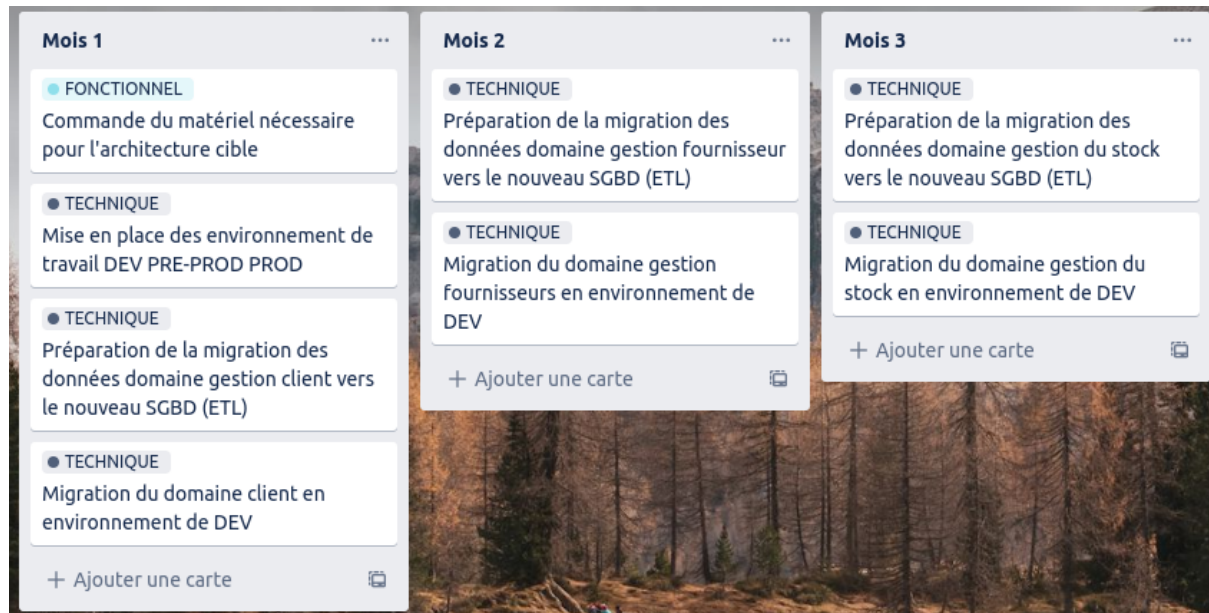 Mois 1
FONCTIONNEL
Commande du matériel nécessaire
pour l'architecture cible
TECHNIQUE
Mise en place des environnement de
travail DEV PRE-PROD PROD
TECHNIQUE
Préparation de la migration des
données domaine gestion client vers
le nouveau SGBD (ETL)
TECHNIQUE
Migration du domaine client en
environnement de DEV
+ Ajouter une carte
Mois 2
TECHNIQUE
Préparation de la migration des
données domaine gestion fournisseur
vers le nouveau SGBD (ETL)
TECHNIQUE
Migration du domaine gestion
fournisseurs en environnement de
DEV
+ Ajouter une carte
Mois 3
TECHNIQUE
Préparation de la migration des
données domaine gestion du stock
vers le nouveau SGBD (ETL)
TECHNIQUE
Migration du domaine gestion du
stock en environnement de DEV
+ Ajouter une carte